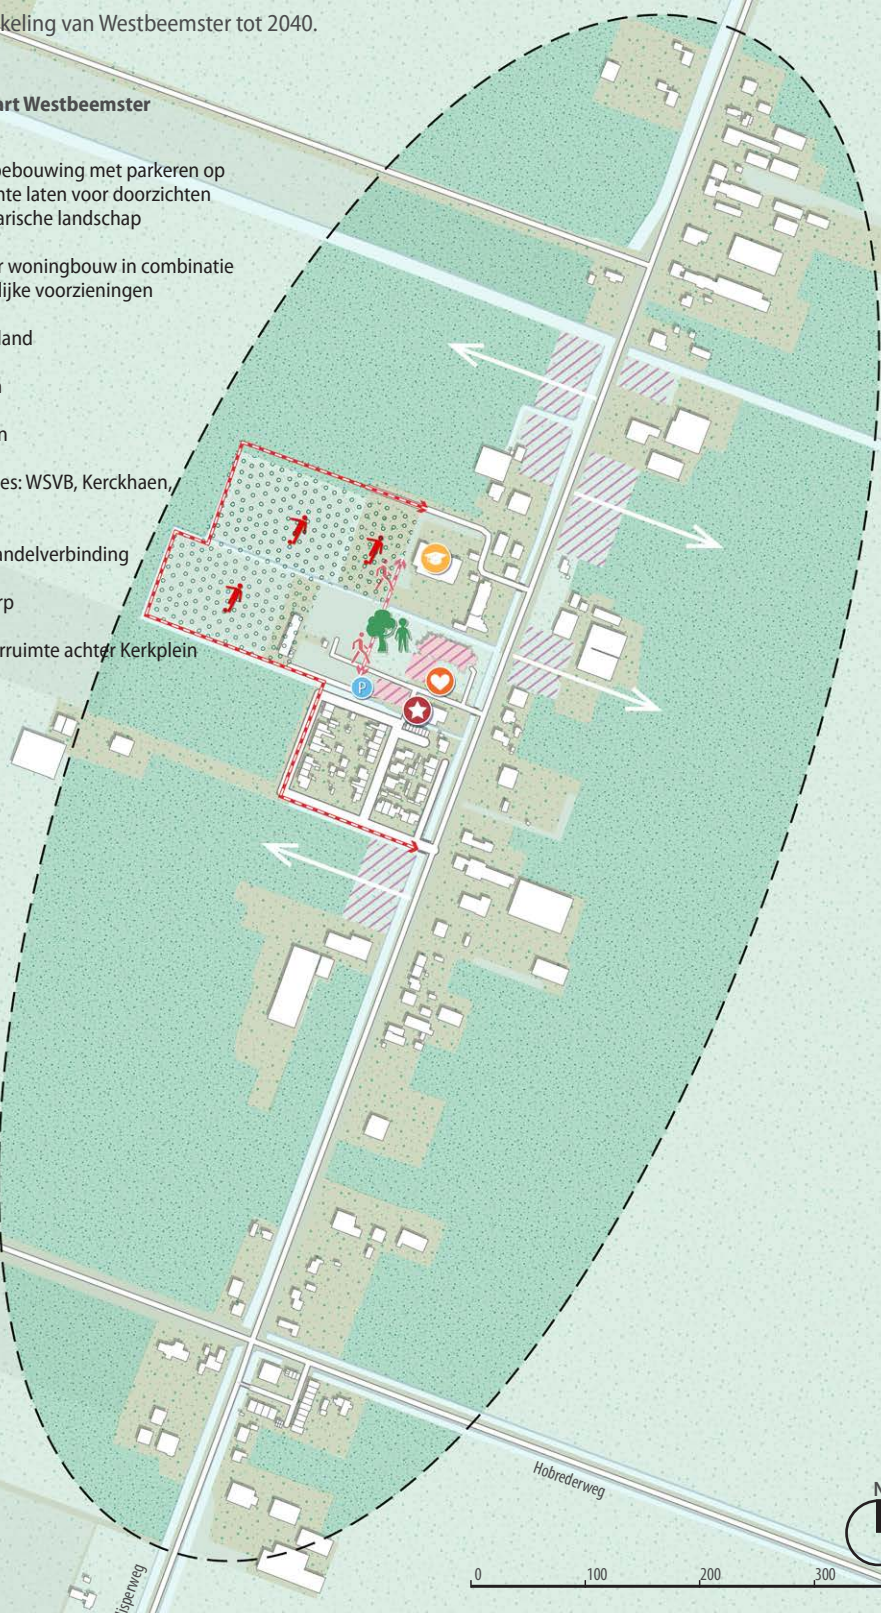 keling van Westbeemster tot 2040.
art Westbeemster
bebouwing met parkeren op
nte laten voor doorzichten
arische landschap
r woningbouw in combinatie
lijke voorzieningen
land
n
es: WSVB, Kerckhaen,
andelverbinding
rp
rruimte achter Kerkplein
P
Hobrederweg
N
isperweg
0 100 200 300